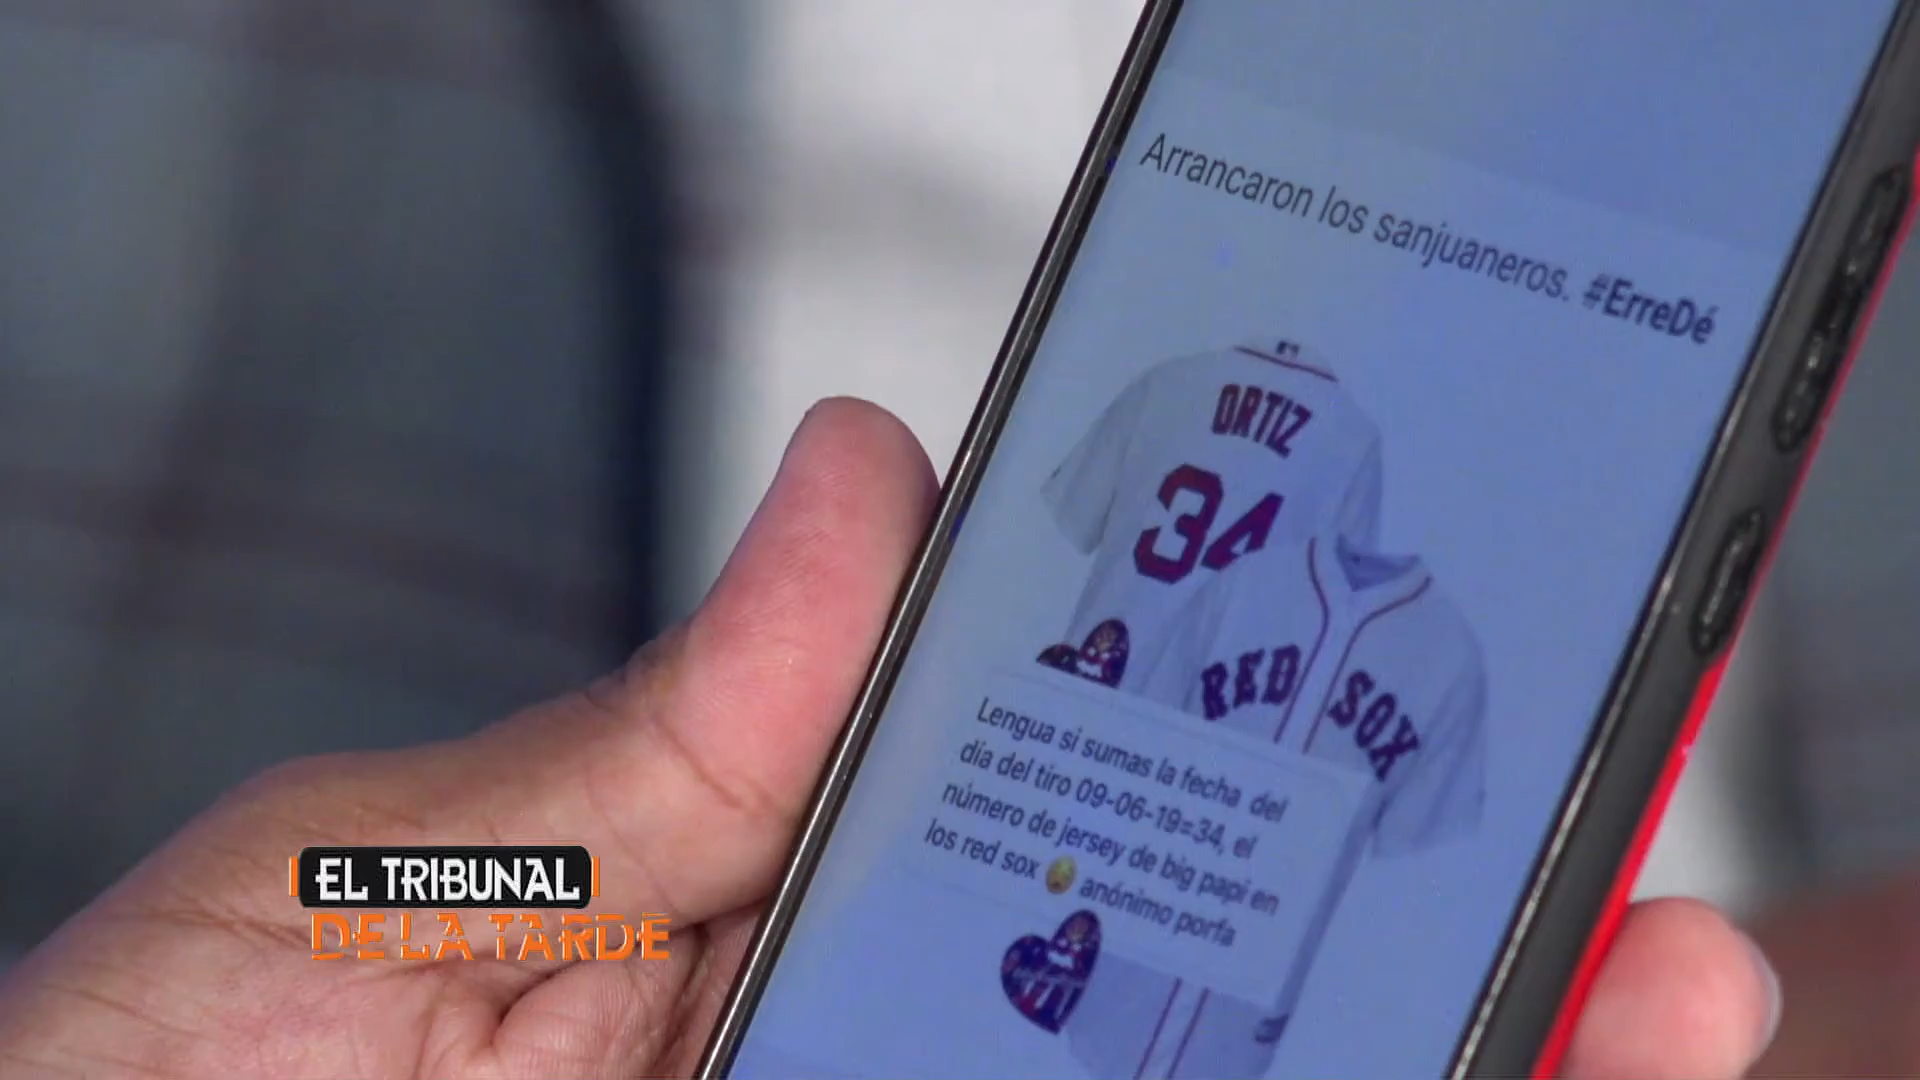 Arrancaron los sanjuaneros. #ErreDé
ORTIZ
34
RED SOX
Lengua si sumas la fecha del
día del tiro 09-06-19=34, el
número de jersey de big papi en
los red sox 😥 anónimo porfa
EL TRIBUNAL
DE LA TARDE